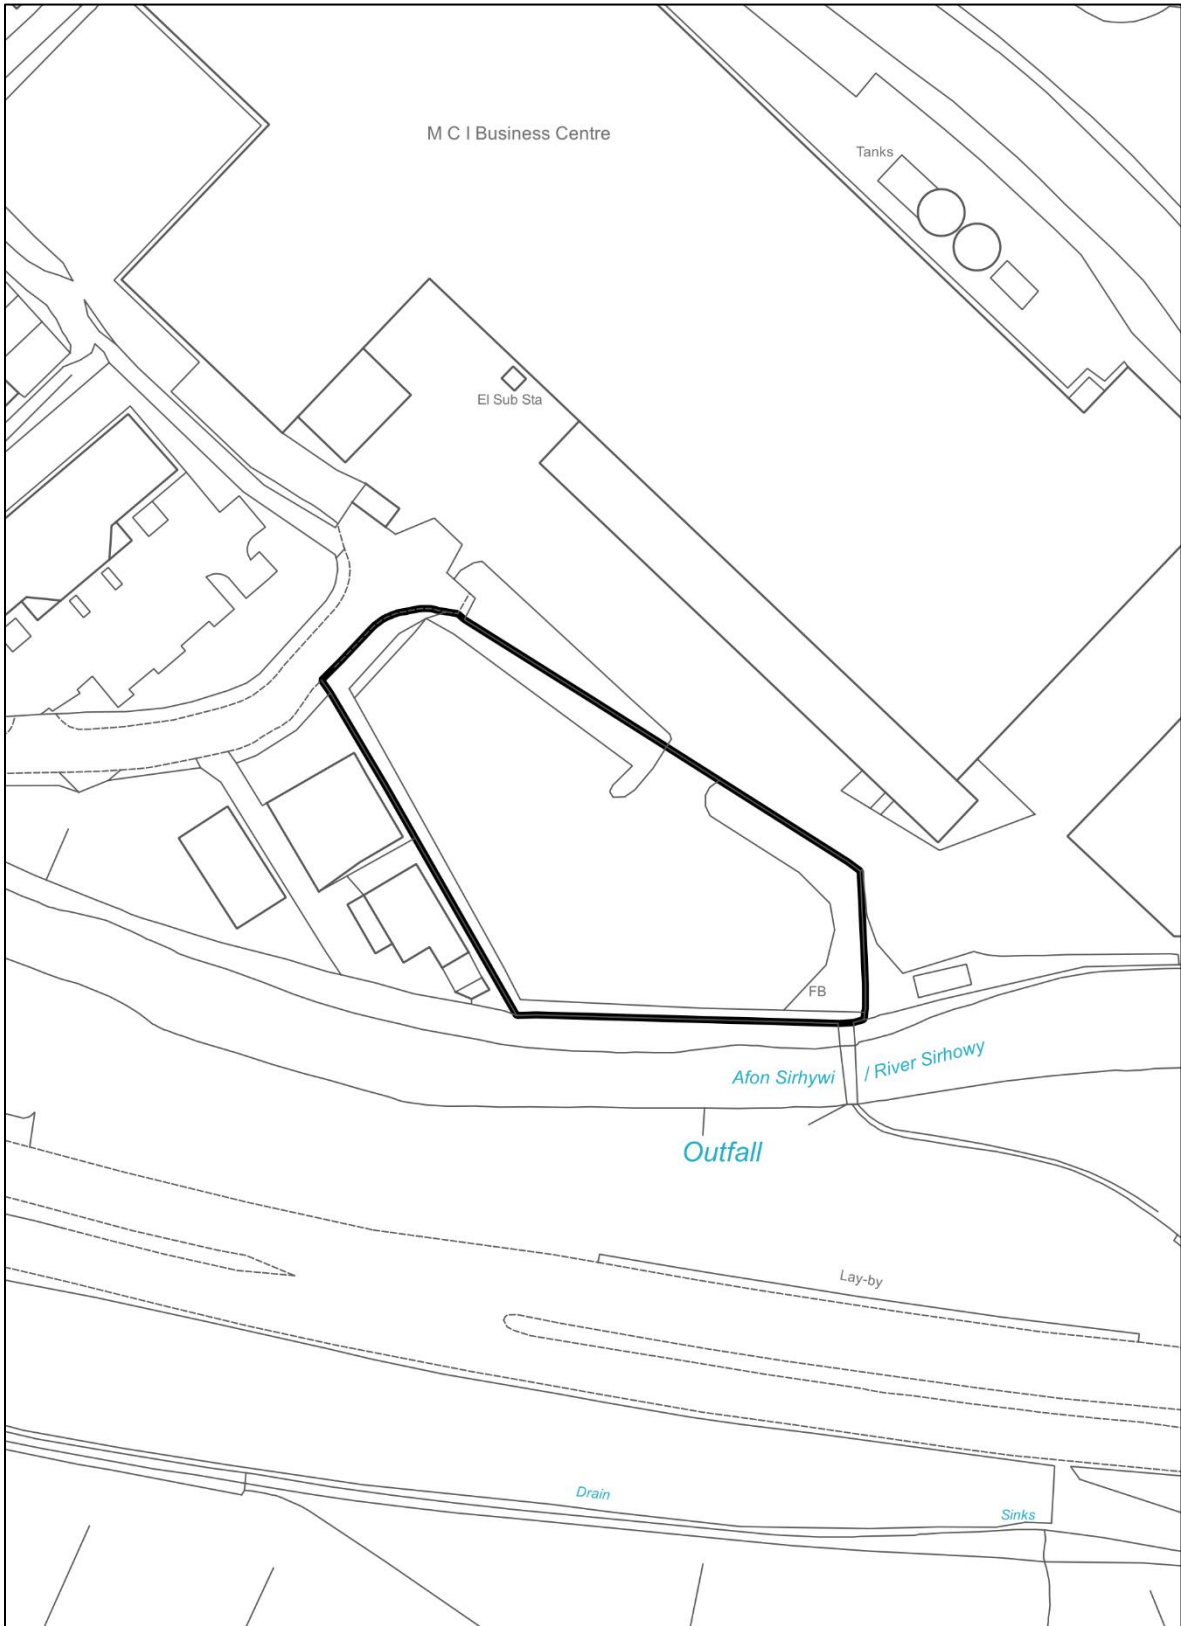 M C I Business Centre
Tanks
El Sub Sta
FB
Afon Sirhywi / River Sirhowy
Outfall
Lay-by
Drain
Sinks